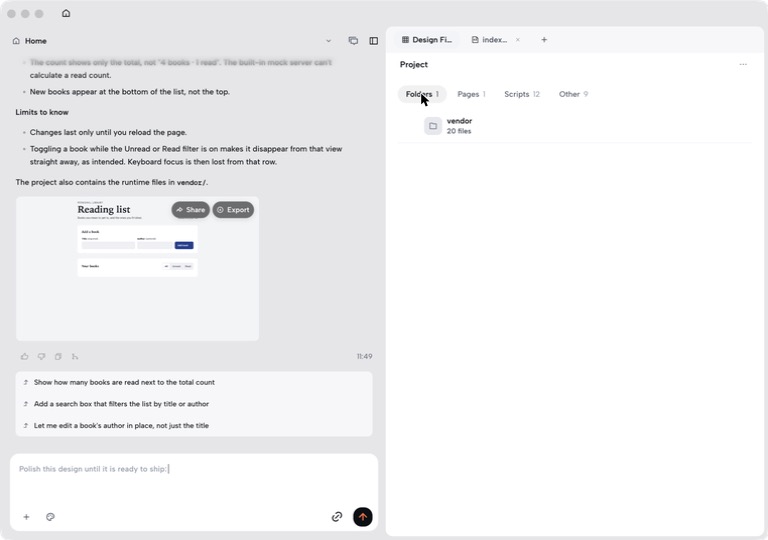 Home
The count shows only the total, not "4 books · 1 read". The built-in mock server can't
calculate a read count.
New books appear at the bottom of the list, not the top.
Limits to know
Changes last only until you reload the page.
Toggling a book while the Unread or Read filter is on makes it disappear from that view
straight away, as intended. Keyboard focus is then lost from that row.
The project also contains the runtime files in vendor/.
Reading list
Share
Export
Add a book
Your books
11:49
Show how many books are read next to the total count
Add a search box that filters the list by title or author
Let me edit a book's author in place, not just the title
Polish this design until it is ready to ship:
Design Fi...
index...
Project
Folders 1
Pages 1
Scripts 12
Other 9
vendor
20 files